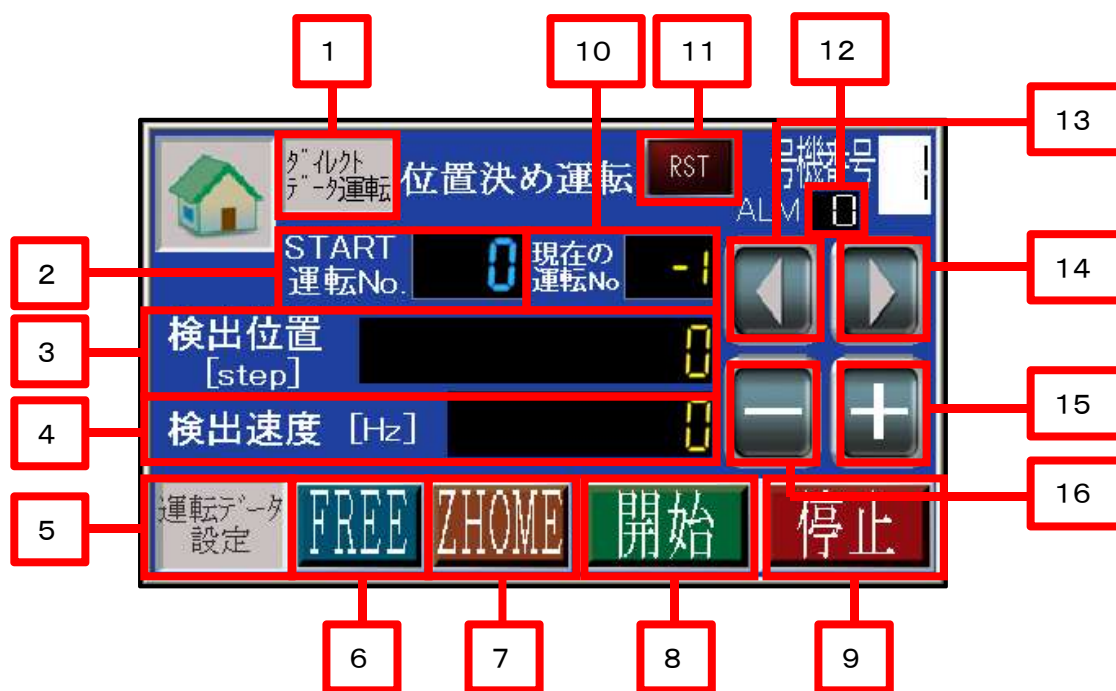 1
10
11
12
13
ダイレクト
データ運転
位置決め運転
RST
号機番号
1
ALM 0
2
START
運転No.
0
現在の
運転No
-1
14
3
検出位置
[step]
0
4
検出速度 [Hz]
0
15
5
運転データ
設定
FREE
ZHOME
開始
停止
16
6
7
8
9